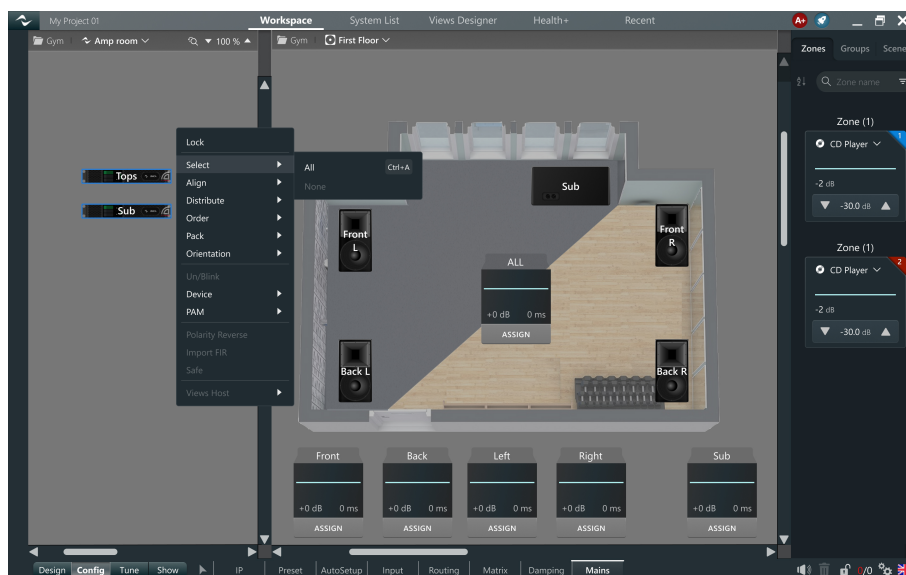 My Project 01
Workspace
System List
Views Designer
Health+
Recent
A+
Gym
Amp room
100 %
Gym
First Floor
Zones
Groups
Scene
Zone name
Tops
Sub
Lock
Select
Align
Distribute
Order
Pack
Orientation
Un/Blink
Device
PAM
Polarity Reverse
Import FIR
Safe
Views Host
All
Ctrl+A
None
Sub
Front
L
Front
R
Back L
Back R
ALL
+0 dB 0 ms
ASSIGN
Front
+0 dB 0 ms
ASSIGN
Back
+0 dB 0 ms
ASSIGN
Left
+0 dB 0 ms
ASSIGN
Right
+0 dB 0 ms
ASSIGN
Sub
+0 dB 0 ms
ASSIGN
Zone (1)
1
CD Player
-2 dB
-30.0 dB
Zone (1)
2
CD Player
-2 dB
-30.0 dB
Design
Config
Tune
Show
IP
Preset
AutoSetup
Input
Routing
Matrix
Damping
Mains
0/0